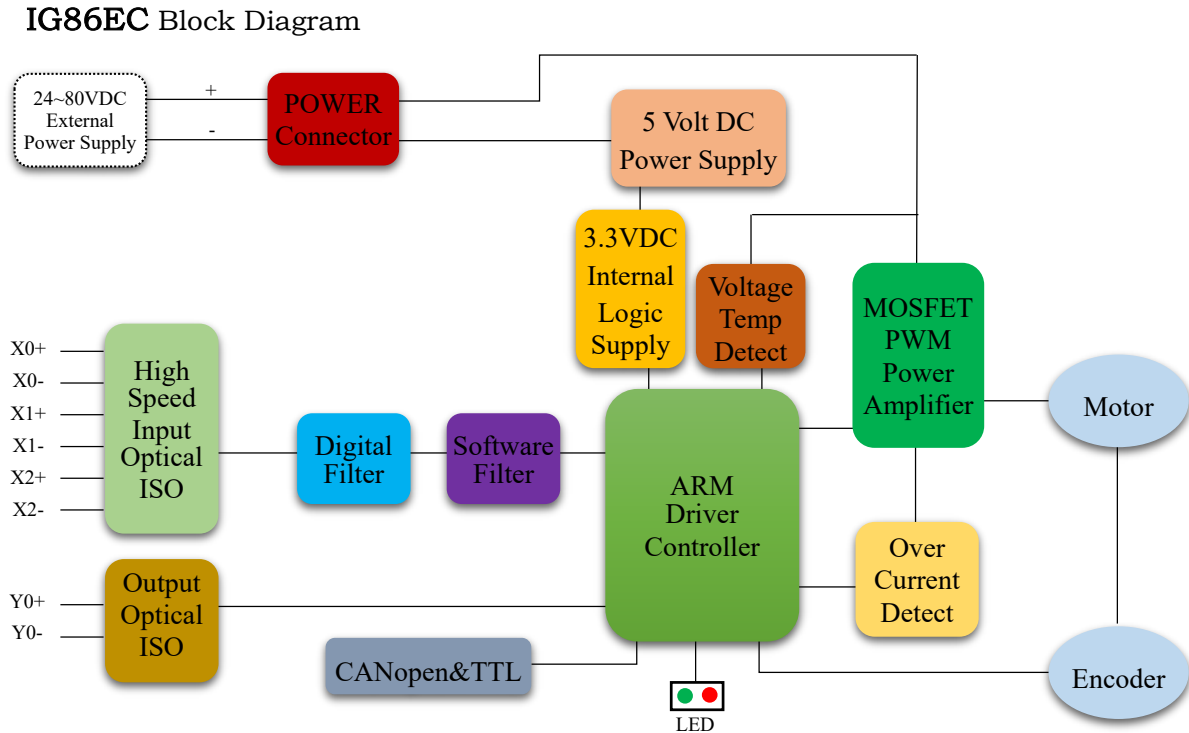 IG86EC Block Diagram
24~80VDC
External
Power Supply
+
-
POWER
Connector
5 Volt DC
Power Supply
3.3VDC
Internal
Logic
Supply
Voltage
Temp
Detect
MOSFET
PWM
Power
Amplifier
Motor
X0+
X0-
X1+
X1-
X2+
X2-
High
Speed
Input
Optical
ISO
Digital
Filter
Software
Filter
ARM
Driver
Controller
Over
Current
Detect
Y0+
Y0-
Output
Optical
ISO
CANopen&TTL
LED
Encoder